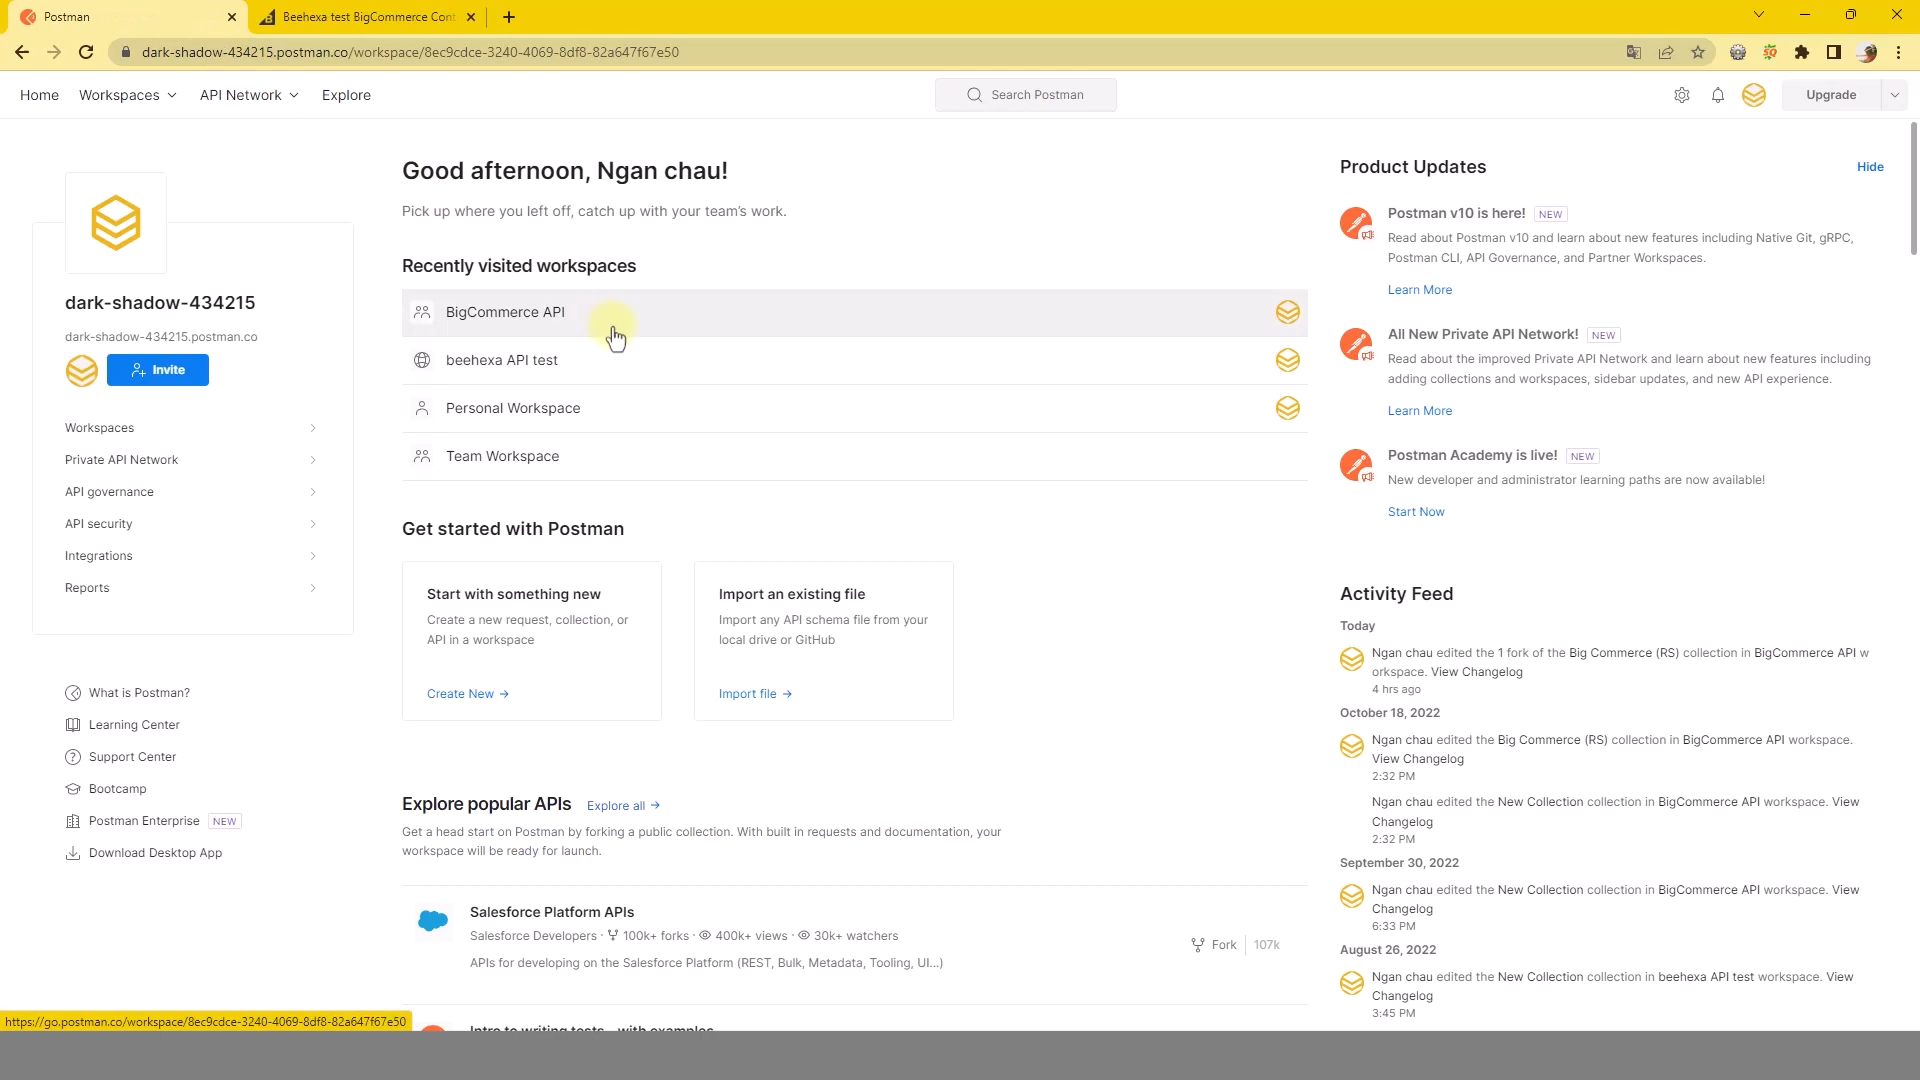 Postman
Beehexa test BigCommerce Cont
dark-shadow-434215.postman.co/workspace/8ec9cdce-3240-4069-8df8-82a647f67e50
Home
Workspaces
API Network
Explore
Search Postman
Upgrade
dark-shadow-434215
dark-shadow-434215.postman.co
Invite
Workspaces
Private API Network
API governance
API security
Integrations
Reports
What is Postman?
Learning Center
Support Center
Bootcamp
Postman Enterprise NEW
Download Desktop App
Good afternoon, Ngan chau!
Pick up where you left off, catch up with your team's work.
Recently visited workspaces
BigCommerce API
beehexa API test
Personal Workspace
Team Workspace
Get started with Postman
Start with something new
Create a new request, collection, or
API in a workspace
Create New →
Import an existing file
Import any API schema file from your
local drive or GitHub
Import file →
Explore popular APIs Explore all →
Get a head start on Postman by forking a public collection. With built in requests and documentation, your
workspace will be ready for launch.
Salesforce Platform APIs
Salesforce Developers · 100k+ forks · 400k+ views · 30k+ watchers
APIs for developing on the Salesforce Platform (REST, Bulk, Metadata, Tooling, UI...)
Fork 107k
Intro to writing tests - with examples
Product Updates
Hide
Postman v10 is here! NEW
Read about Postman v10 and learn about new features including Native Git, gRPC,
Postman CLI, API Governance, and Partner Workspaces.
Learn More
All New Private API Network! NEW
Read about the improved Private API Network and learn about new features including
adding collections and workspaces, sidebar updates, and new API experience.
Learn More
Postman Academy is live! NEW
New developer and administrator learning paths are now available!
Start Now
Activity Feed
Today
Ngan chau edited the 1 fork of the Big Commerce (RS) collection in BigCommerce API w
orkspace. View Changelog
4 hrs ago
October 18, 2022
Ngan chau edited the Big Commerce (RS) collection in BigCommerce API workspace.
View Changelog
2:32 PM
Ngan chau edited the New Collection collection in BigCommerce API workspace. View
Changelog
2:32 PM
September 30, 2022
Ngan chau edited the New Collection collection in BigCommerce API workspace. View
Changelog
6:33 PM
August 26, 2022
Ngan chau edited the New Collection collection in beehexa API test workspace. View
Changelog
3:45 PM
https://go.postman.co/workspace/8ec9cdce-3240-4069-8df8-82a647f67e50